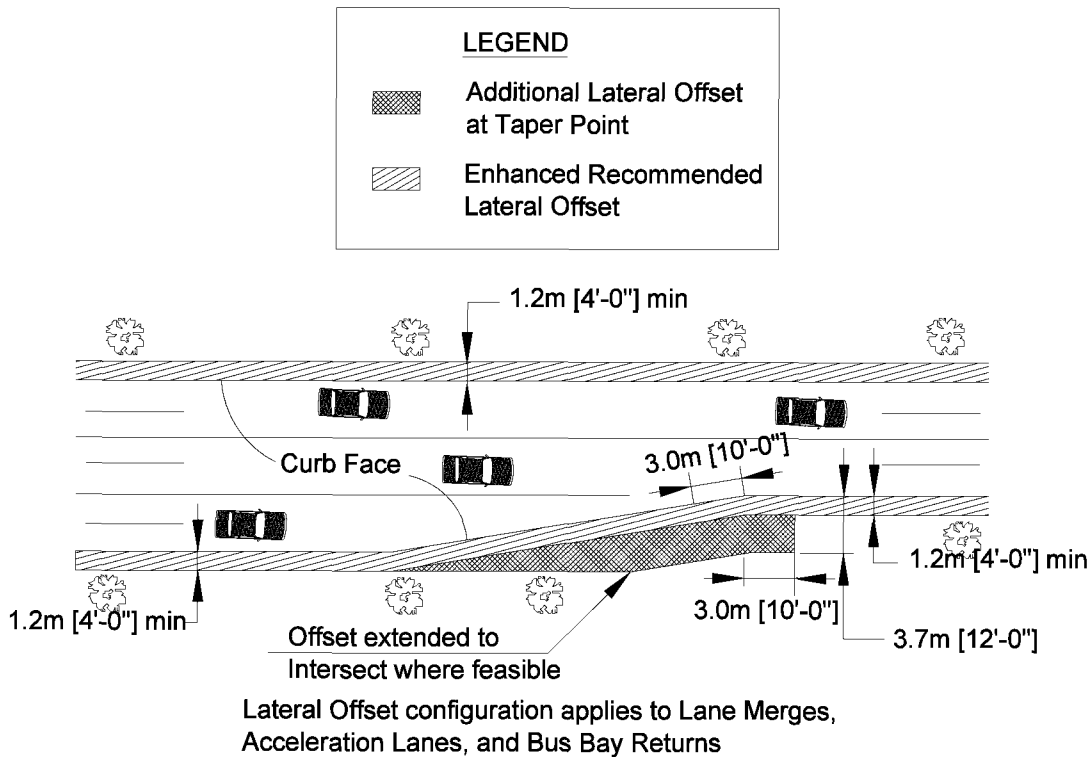 LEGEND
Additional Lateral Offset
at Taper Point
Enhanced Recommended
Lateral Offset
1.2m [4'-0"] min
3.0m [10'-0"]
Curb Face
1.2m [4'-0"] min
3.0m [10'-0"]
1.2m [4'-0"] min
3.7m [12'-0"]
Offset extended to
Intersect where feasible
Lateral Offset configuration applies to Lane Merges,
Acceleration Lanes, and Bus Bay Returns